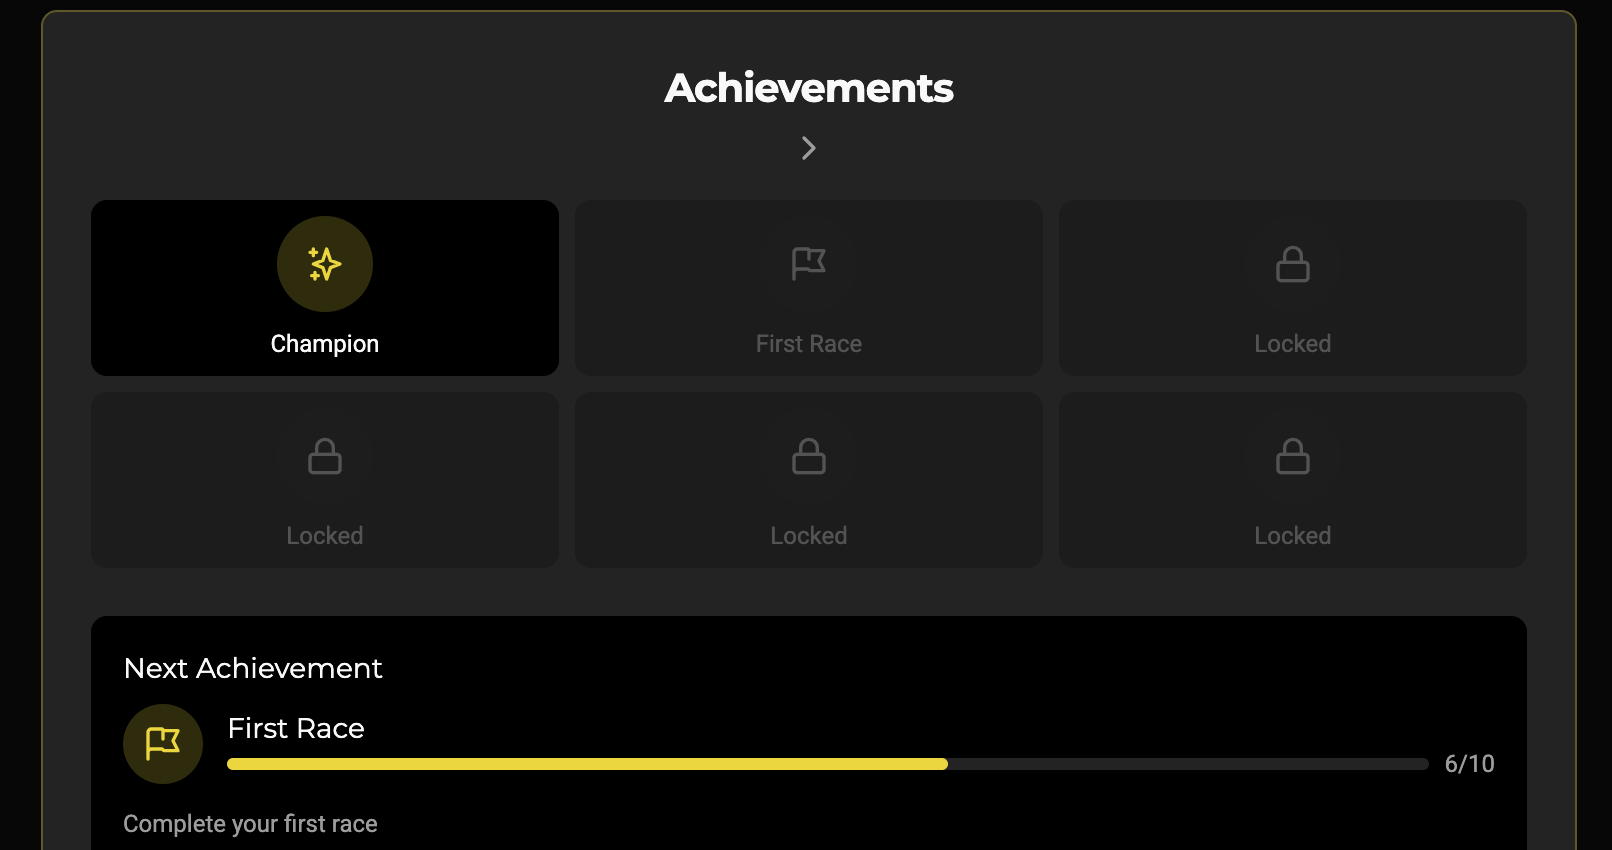 Achievements
Champion
First Race
Locked
Locked
Locked
Locked
Next Achievement
First Race
6/10
Complete your first race